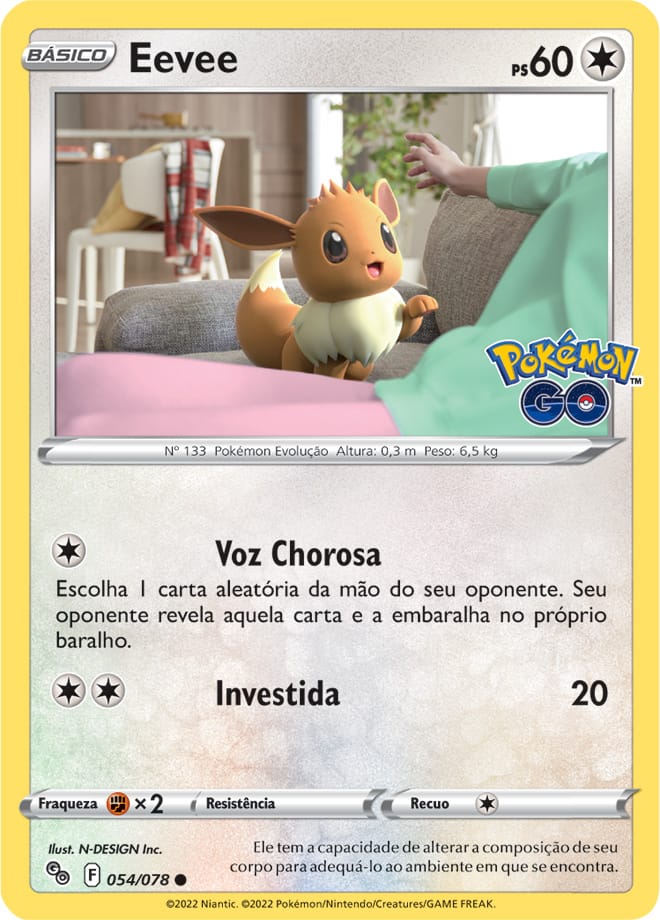 BÁSICO Eevee PS60
Pokémon GO™
Nº 133 Pokémon Evolução Altura: 0,3 m Peso: 6,5 kg
Voz Chorosa
Escolha 1 carta aleatória da mão do seu oponente. Seu
oponente revela aquela carta e a embaralha no próprio
baralho.
Investida 20
Fraqueza ×2 Resistência Recuo
Ilust. N-DESIGN Inc.
Ele tem a capacidade de alterar a composição de seu
corpo para adequá-lo ao ambiente em que se encontra.
GO F 054/078
©2022 Niantic. ©2022 Pokémon/Nintendo/Creatures/GAME FREAK.